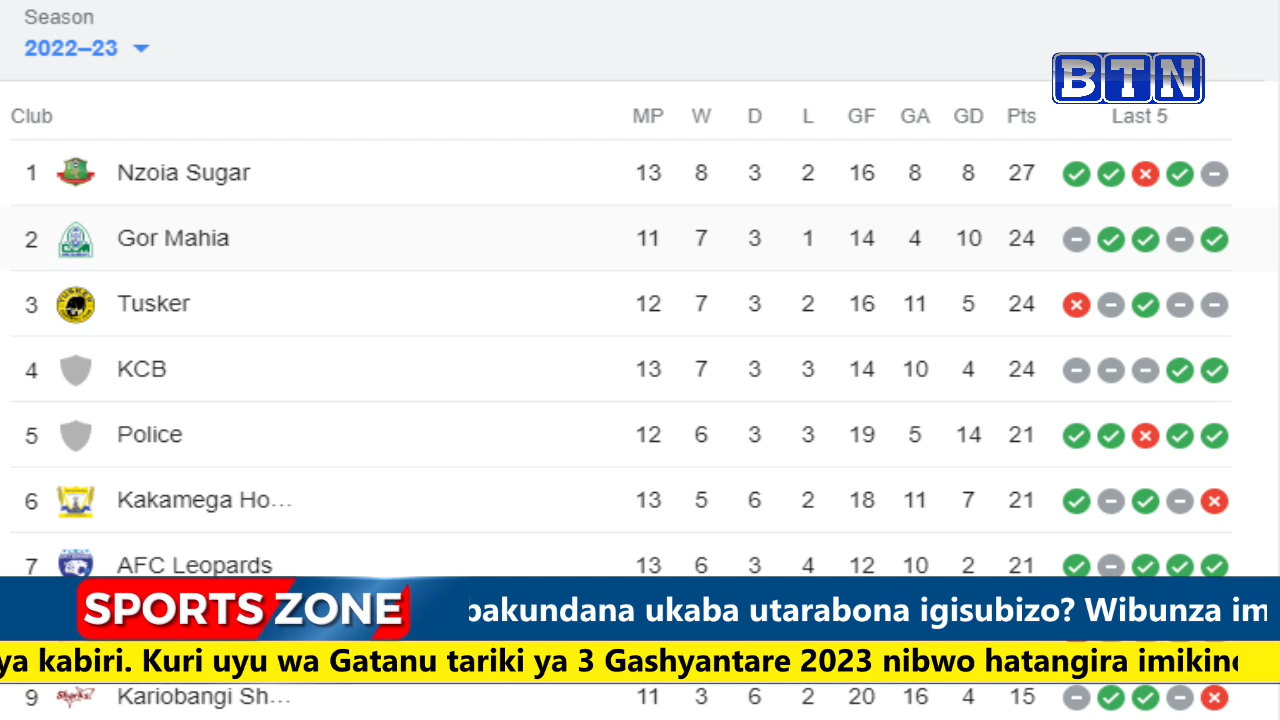 Season
2022–23
BTN
Club MP W D L GF GA GD Pts Last 5
1 Nzoia Sugar 13 8 3 2 16 8 8 27
2 Gor Mahia 11 7 3 1 14 4 10 24
3 Tusker 12 7 3 2 16 11 5 24
4 KCB 13 7 3 3 14 10 4 24
5 Police 12 6 3 3 19 5 14 21
6 Kakamega Ho... 13 5 6 2 18 11 7 21
7 AFC Leopards 13 6 3 4 12 10 2 21
SPORTS ZONE bakundana ukaba utarabona igisubizo? Wibunza im
ya kabiri. Kuri uyu wa Gatanu tariki ya 3 Gashyantare 2023 nibwo hatangira imikino
9 Kariobangi Sh... 11 3 6 2 20 16 4 15